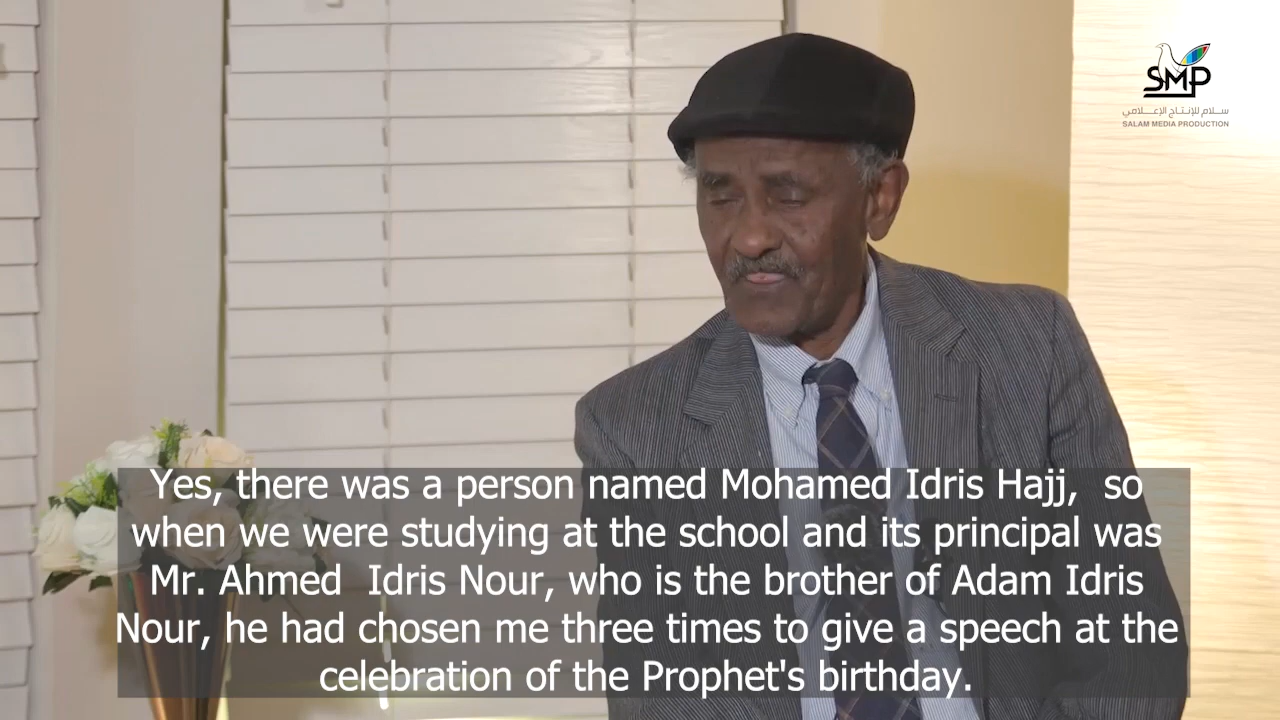 SMP
سلام للإنتاج الإعلامي
SALAM MEDIA PRODUCTION
Yes, there was a person named Mohamed Idris Hajj,  so
when we were studying at the school and its principal was
Mr. Ahmed  Idris Nour, who is the brother of Adam Idris
Nour, he had chosen me three times to give a speech at the
celebration of the Prophet's birthday.